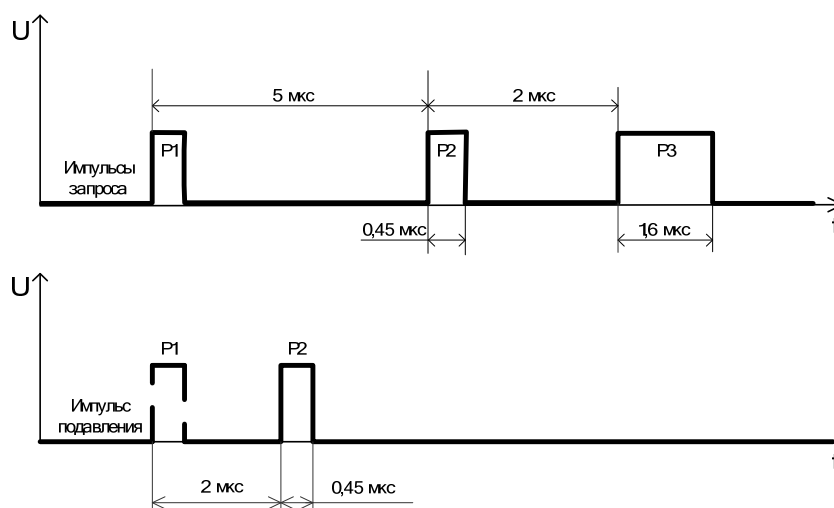 U
5 мкс
2 мкс
P1
P2
P3
Импульсы
запроса
t
0,45 мкс
1,6 мкс
U
P1
P2
Импульс
подавления
t
2 мкс
0,45 мкс